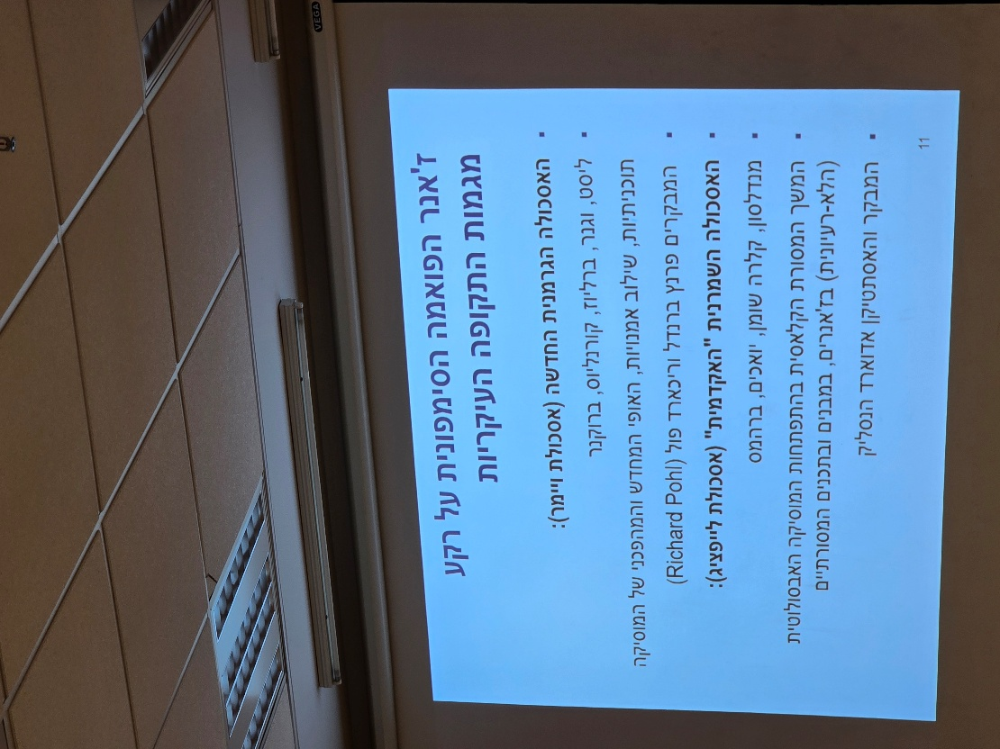 VEGA
ז'אנר הפואמה הסימפונית על רקע
מגמות התקופה העיקריות
▪ האסכולה הגרמנית החדשה (אסכולת ויימר):
▪ ליסט, וגנר, ברליוז, קורנליוס, ברוקנר
תוכניתיות, שילוב אמנויות, האופי המחדש והמהפכני של המוסיקה
▪ המבקרים פרנץ ברנדל וריכארד פול (Richard Pohl)
▪ האסכולה השמרנית "האקדמית" (אסכולת לייפציג):
▪ מנדלסון, קלרה שומן, יואכים, ברהמס
▪ המשך המסורת הקלאסית בהתפתחות המוסיקה האבסולוטית
(הלא-רעיונית) בז'אנרים, במבנים ובתכנים המסורתיים
▪ המבקר והאסתטיקן אדוארד הנסליק
11